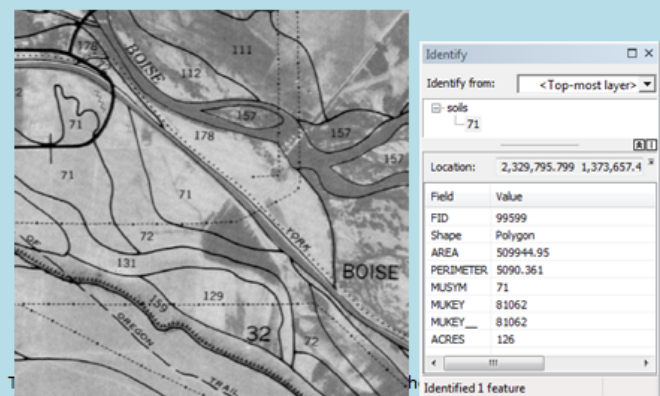 178
BOISE
111
112
157
71
178
157
157
71
71
YORK
72
131
BOISE
OF
159
129
OREGON
32
72
TRAIL
T
h
Identify
Identify from: <Top-most layer>
soils
71
Location: 2,329,795.799 1,373,657.4
Field Value
FID 99599
Shape Polygon
AREA 509944.95
PERIMETER 5090.361
MUSYM 71
MUKEY 81062
MUKEY__ 81062
ACRES 126
Identified 1 feature